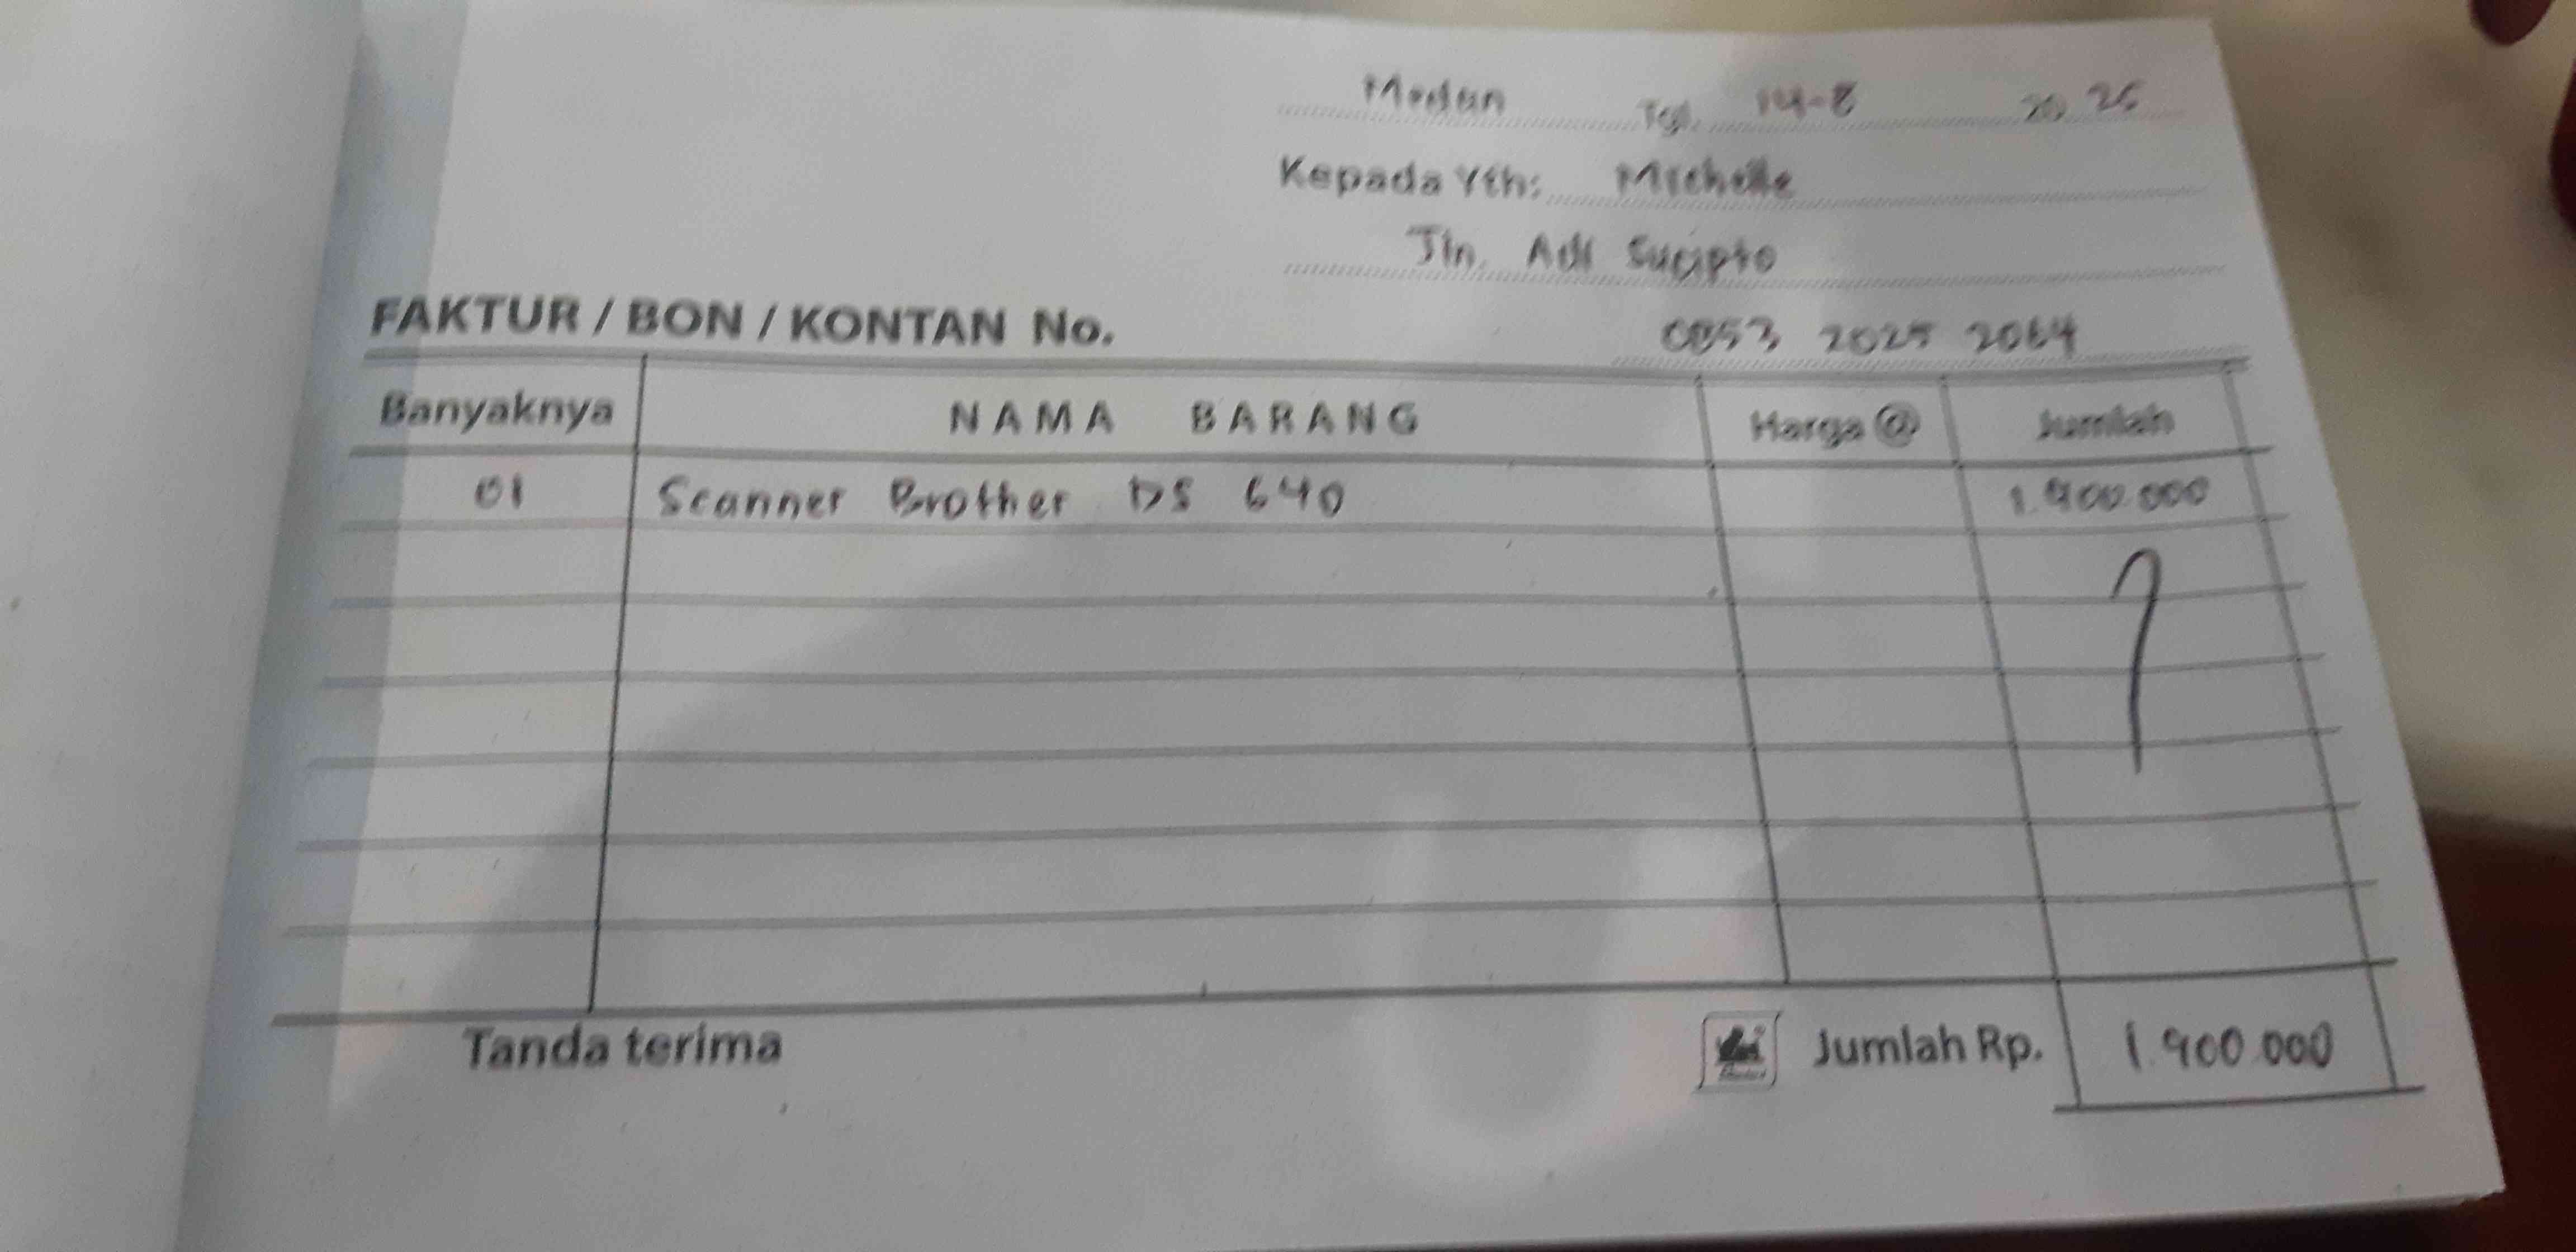 Medan Tgl. 14-8 20 25
Kepada Yth: Michelle
Jln. Adi Sucipto
FAKTUR / BON / KONTAN No. 0853 2025 2064
Banyaknya NAMA BARANG Harga @ Jumlah
01 Scanner Brother DS 640 1.900.000
Tanda terima Jumlah Rp. 1.900.000